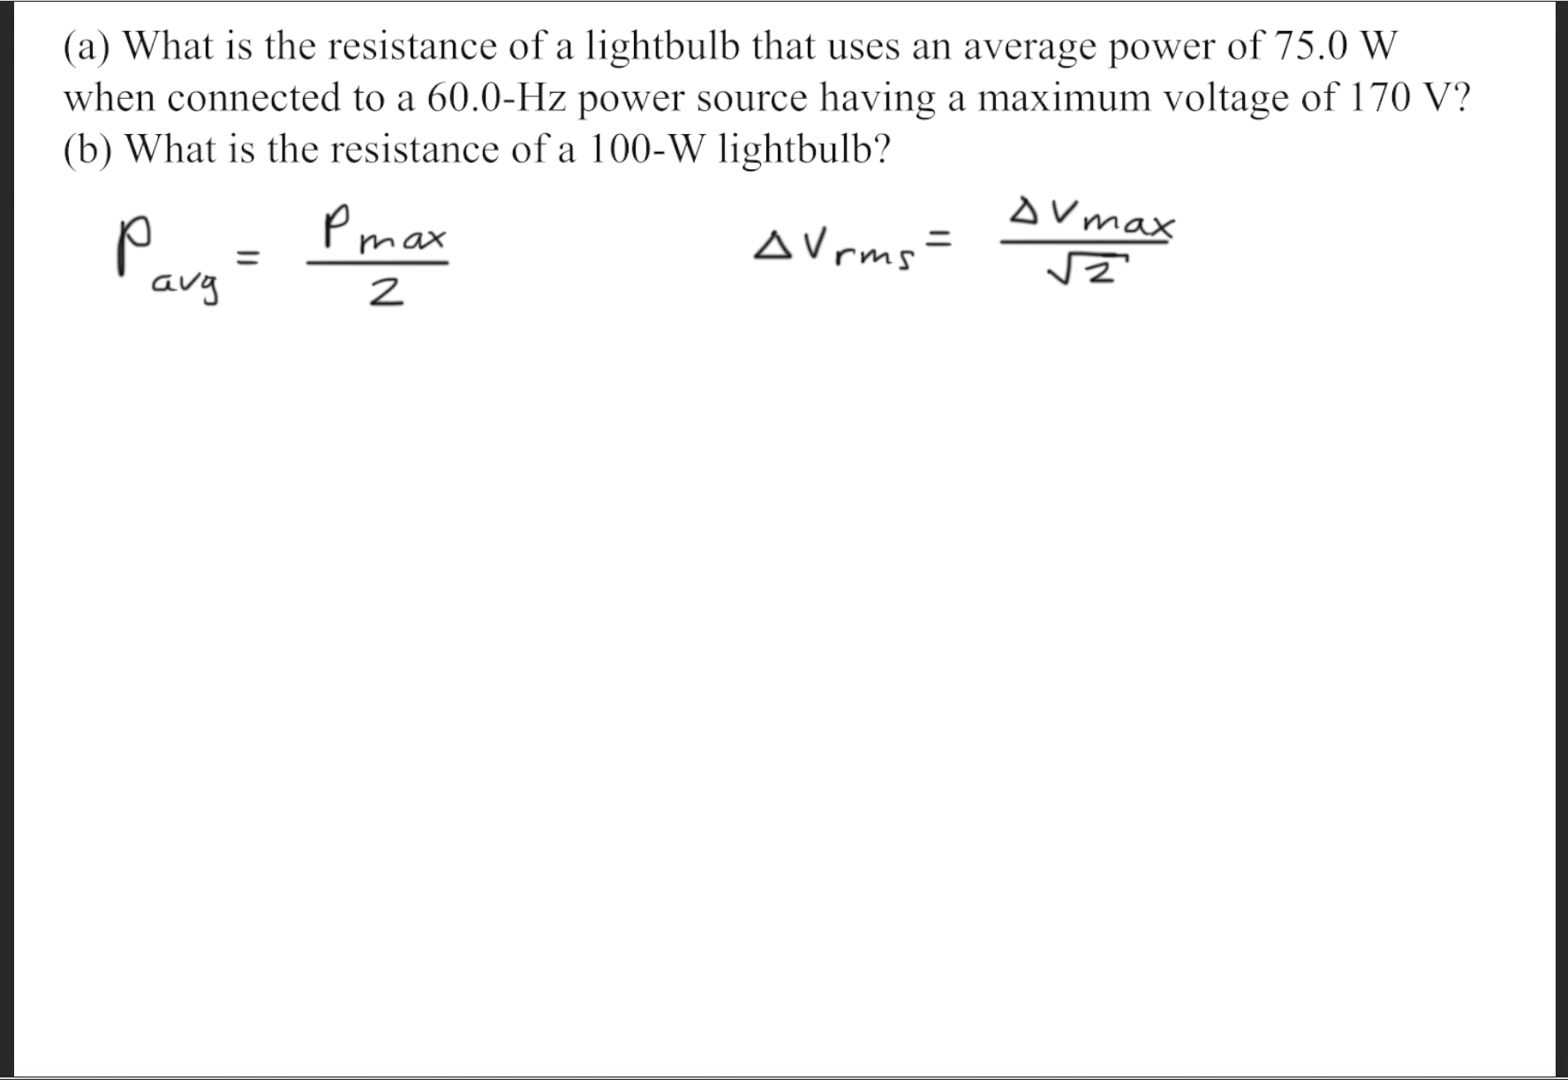 (a) What is the resistance of a lightbulb that uses an average power of 75.0 W
when connected to a 60.0-Hz power source having a maximum voltage of 170 V?
(b) What is the resistance of a 100-W lightbulb?
P_avg = P_max / 2
ΔV_rms = ΔV_max / √2